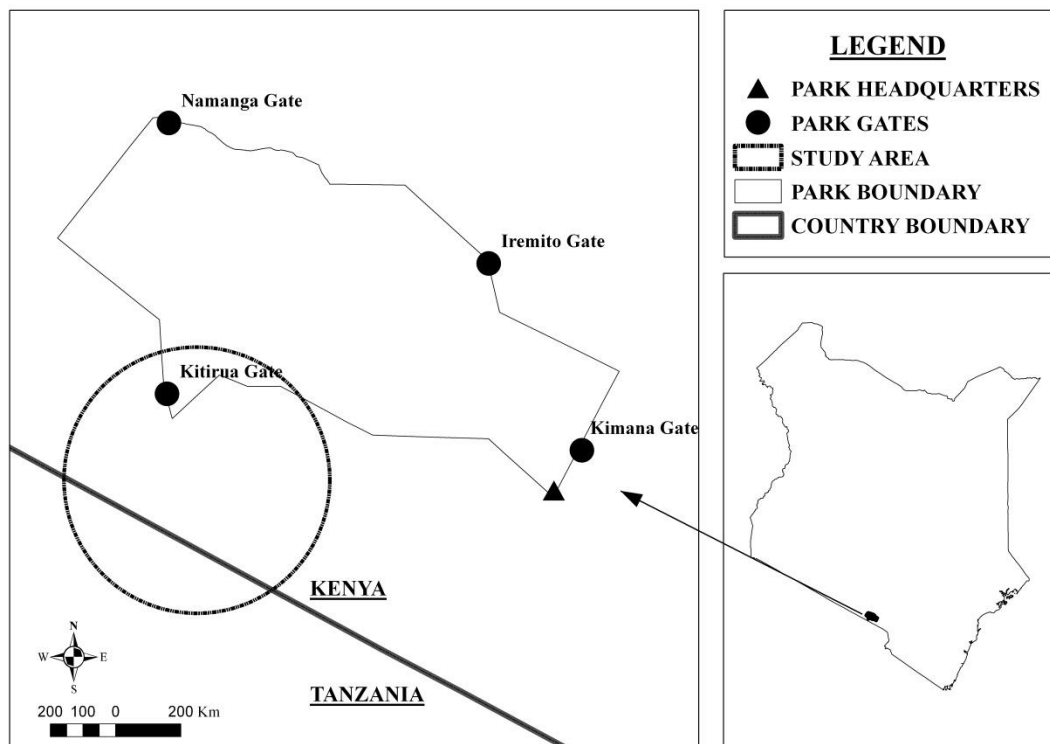 Namanga Gate
Iremito Gate
Kitirua Gate
Kimana Gate
KENYA
TANZANIA
N
W E
S
200 100 0 200 Km
LEGEND
PARK HEADQUARTERS
PARK GATES
STUDY AREA
PARK BOUNDARY
COUNTRY BOUNDARY